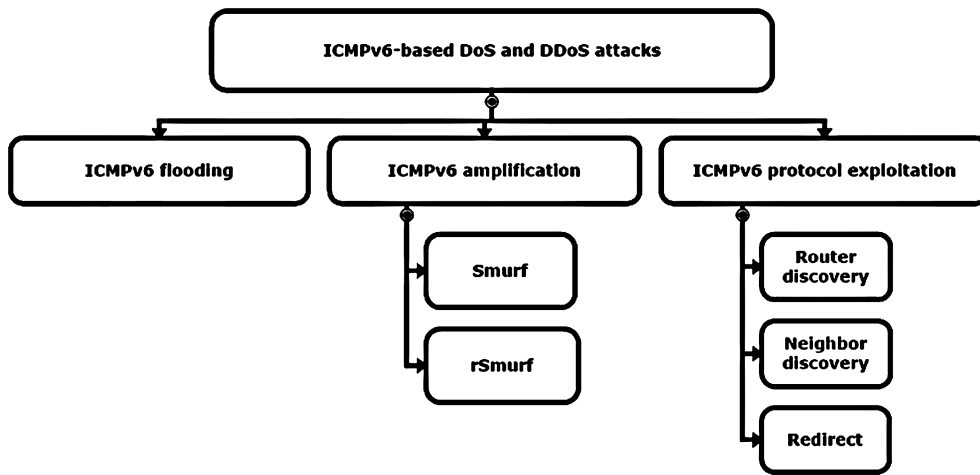 ICMPv6-based DoS and DDoS attacks
ICMPv6 flooding
ICMPv6 amplification
ICMPv6 protocol exploitation
Smurf
rSmurf
Router
discovery
Neighbor
discovery
Redirect